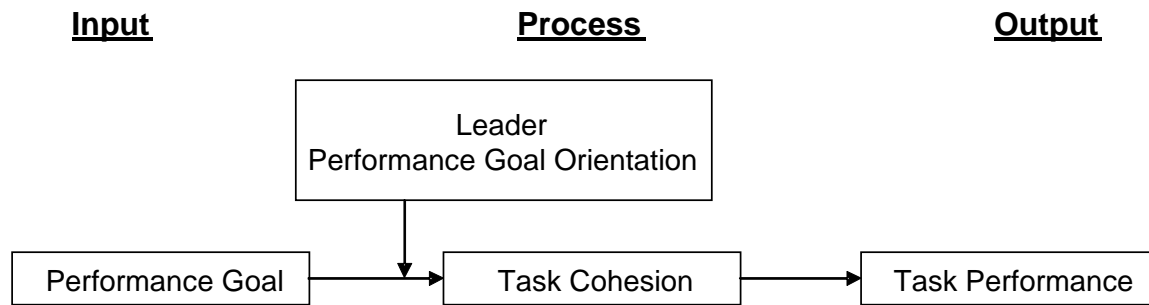 Input
Process
Output
Leader
Performance Goal Orientation
Performance Goal
Task Cohesion
Task Performance